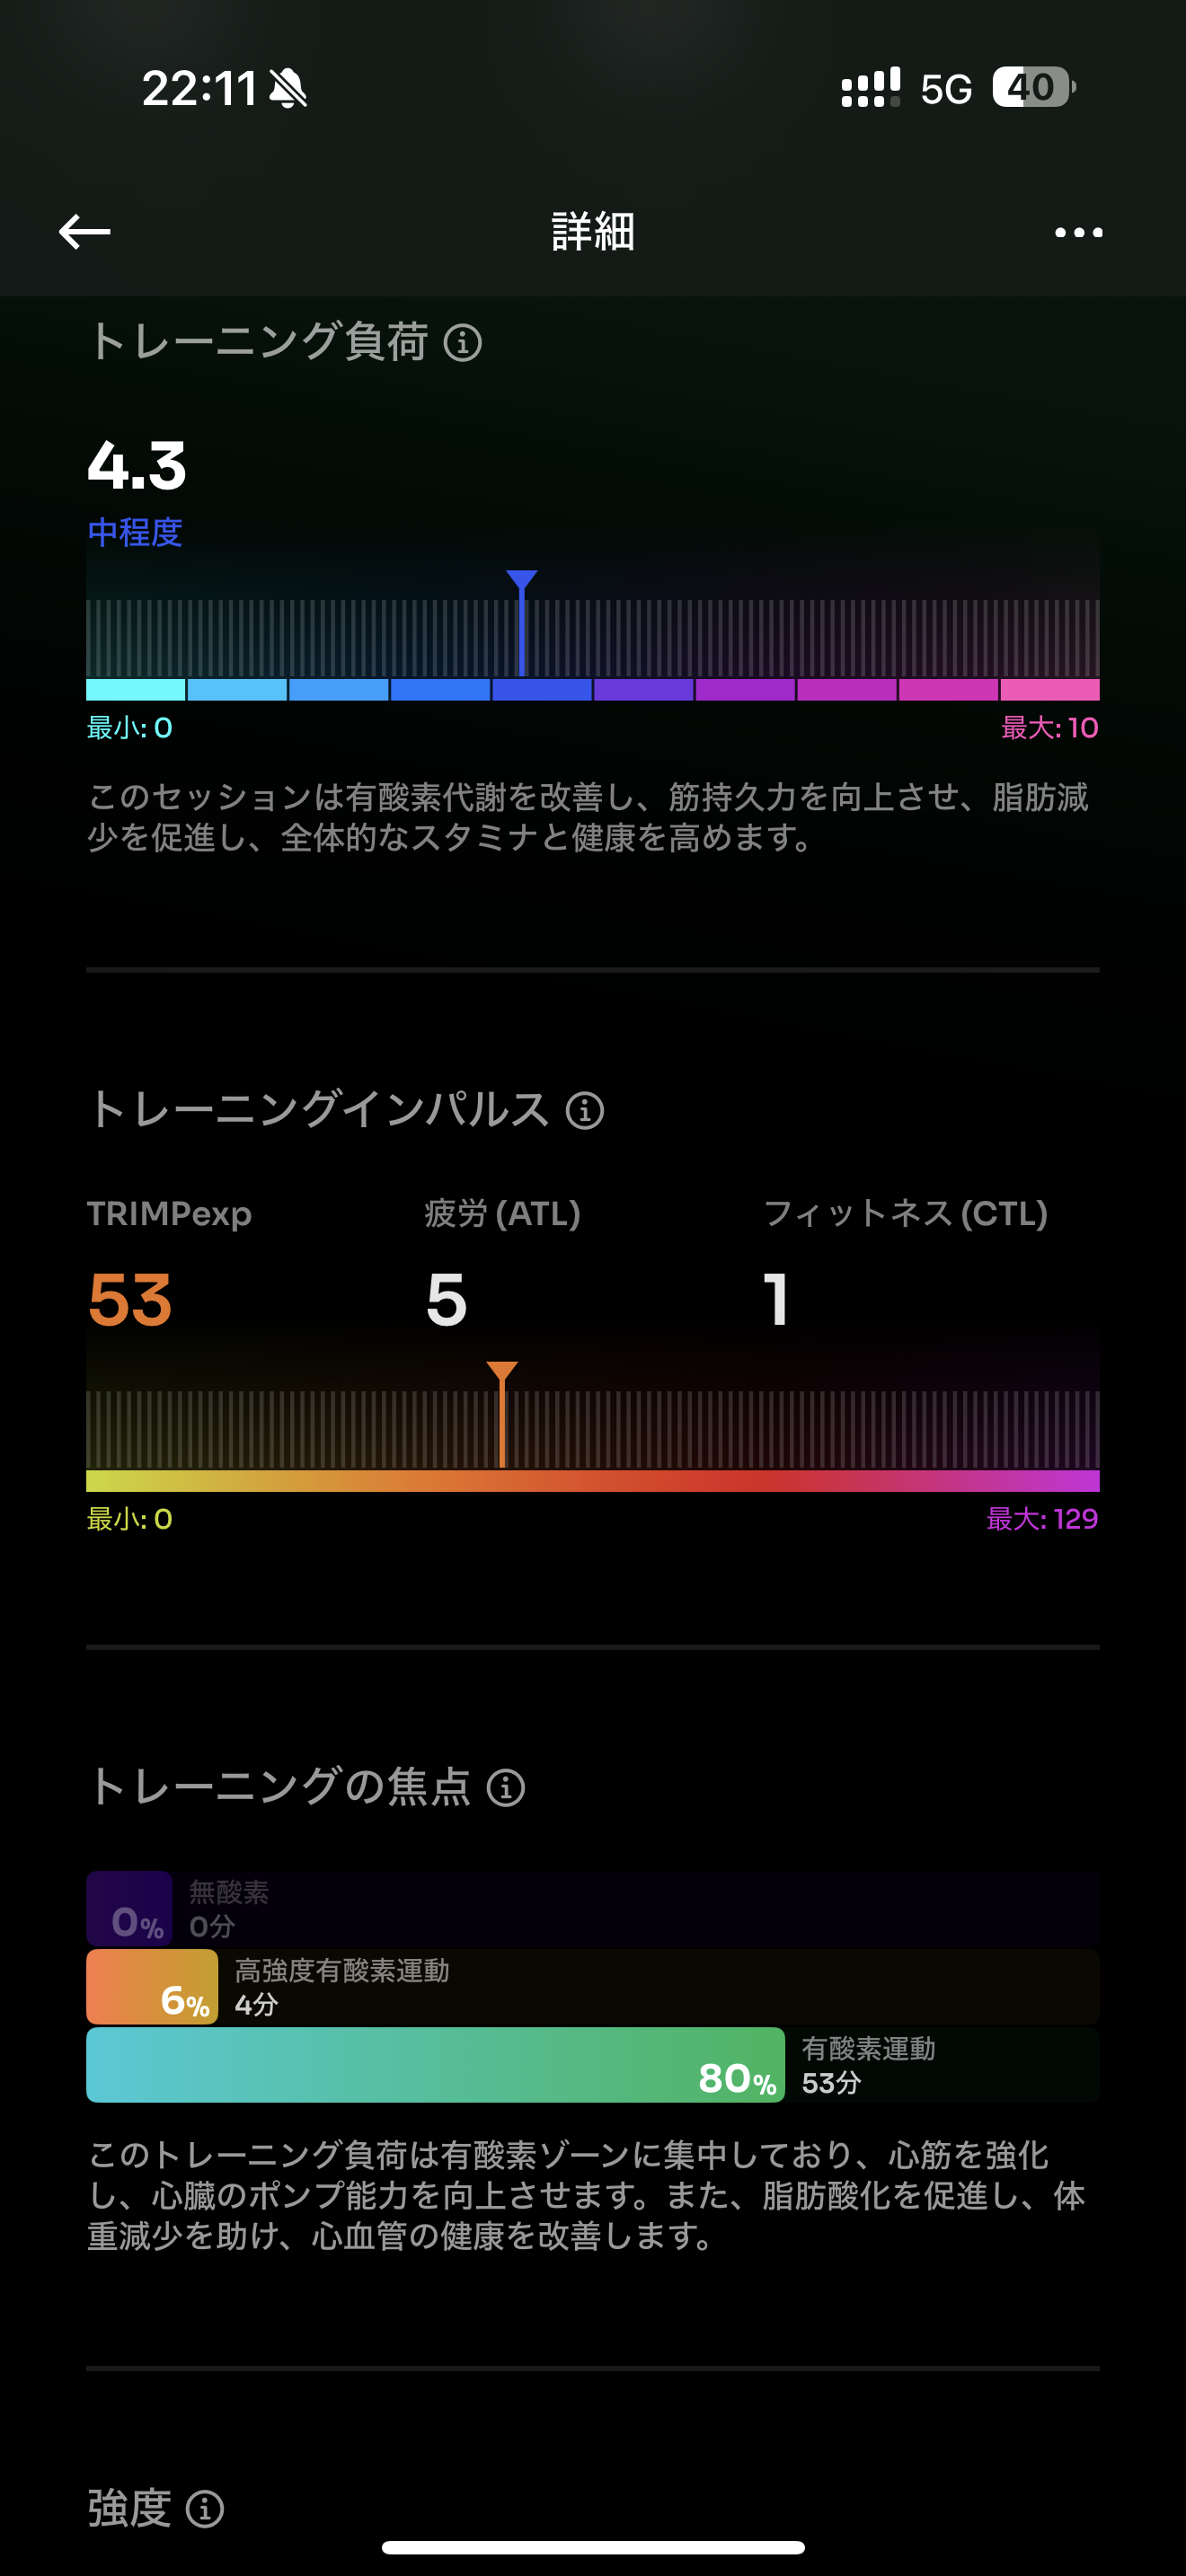 22:11
5G
40
詳細
トレーニング負荷
4.3
中程度
最小: 0
最大: 10
このセッションは有酸素代謝を改善し、筋持久力を向上させ、脂肪減
少を促進し、全体的なスタミナと健康を高めます。
トレーニングインパルス
TRIMPexp
疲労 (ATL)
フィットネス (CTL)
53
5
1
最小: 0
最大: 129
トレーニングの焦点
0%
無酸素
0分
6%
高強度有酸素運動
4分
80%
有酸素運動
53分
このトレーニング負荷は有酸素ゾーンに集中しており、心筋を強化
し、心臓のポンプ能力を向上させます。また、脂肪酸化を促進し、体
重減少を助け、心血管の健康を改善します。
強度